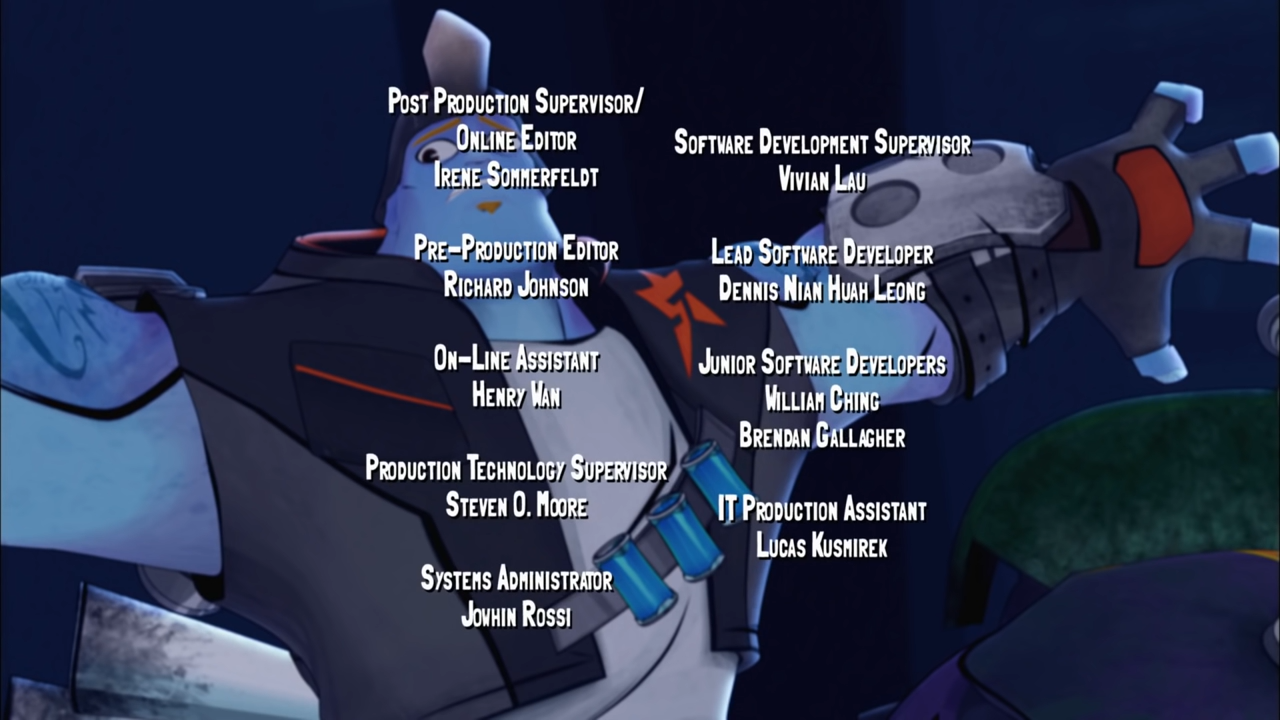 Post Production Supervisor/
Online Editor
Irene Sommerfeldt
Pre-Production Editor
Richard Johnson
On-Line Assistant
Henry Wan
Production Technology Supervisor
Steven O. Moore
Systems Administrator
Jowhin Rossi
Software Development Supervisor
Vivian Lau
Lead Software Developer
Dennis Nian Huah Leong
Junior Software Developers
William Ching
Brendan Gallagher
IT Production Assistant
Lucas Kusmirek